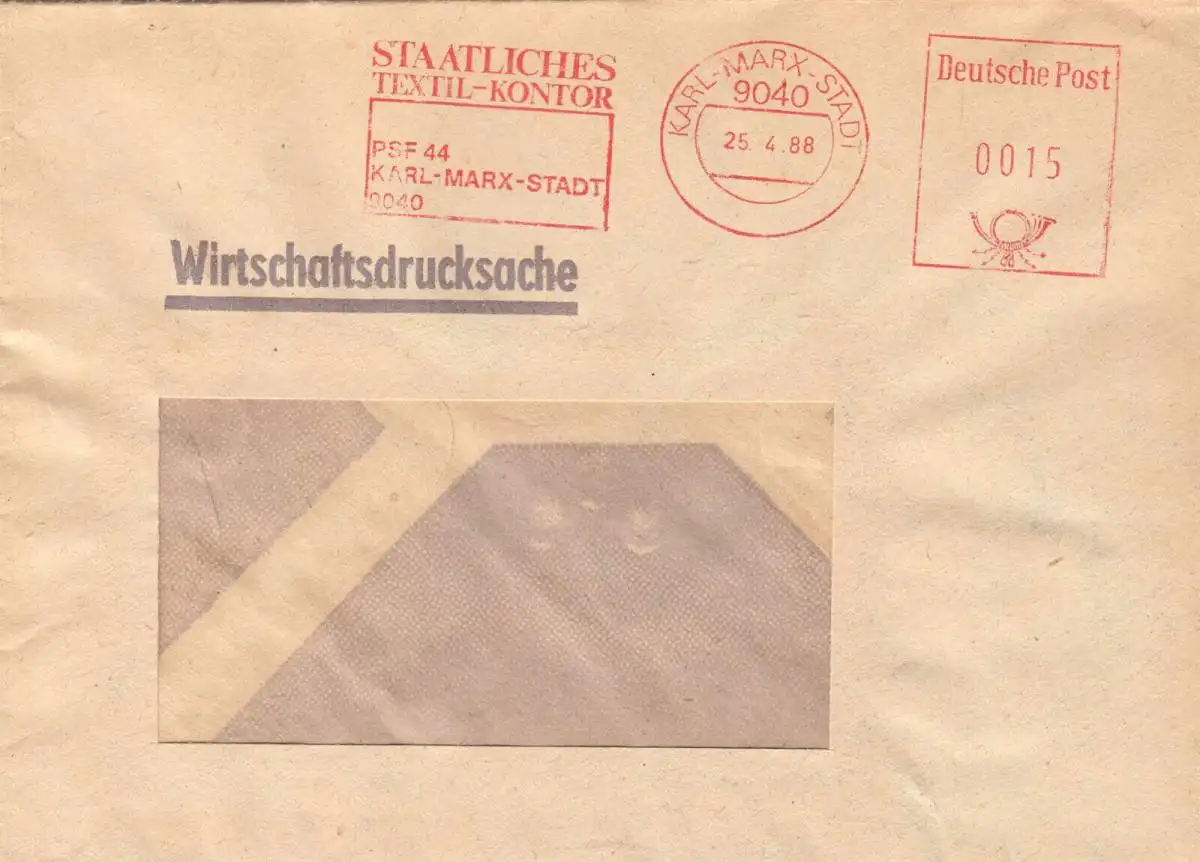 STAATLICHES
TEXTIL-KONTOR
PSF 44
KARL-MARX-STADT
9040
KARL-MARX-STADT
9040
25. 4.88
Deutsche Post
0015
Wirtschaftsdrucksache